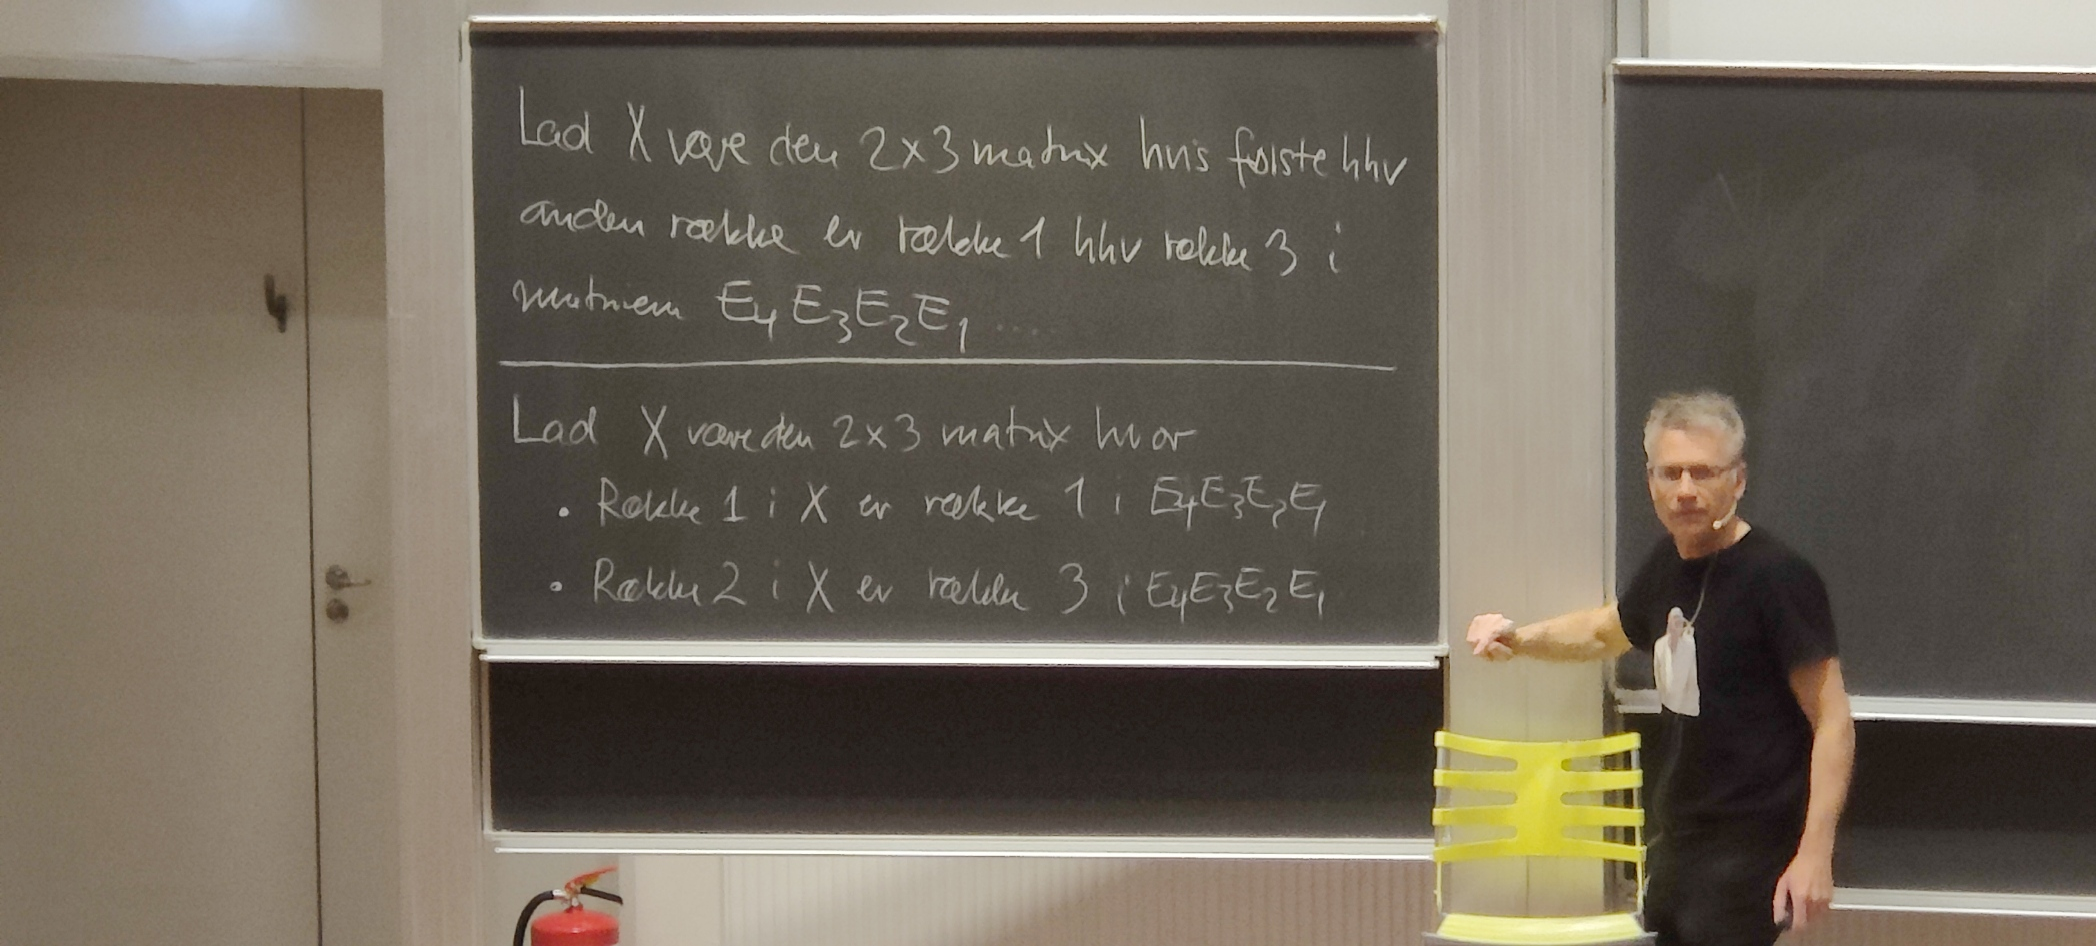 Lad X være den 2x3 matrix hvis første hhv
anden række er række 1 hhv række 3 i
matricen E₄E₃E₂E₁ ....
Lad X være den 2x3 matrix hvor
• Række 1 i X er række 1 i E₄E₃E₂E₁
• Række 2 i X er række 3 i E₄E₃E₂E₁